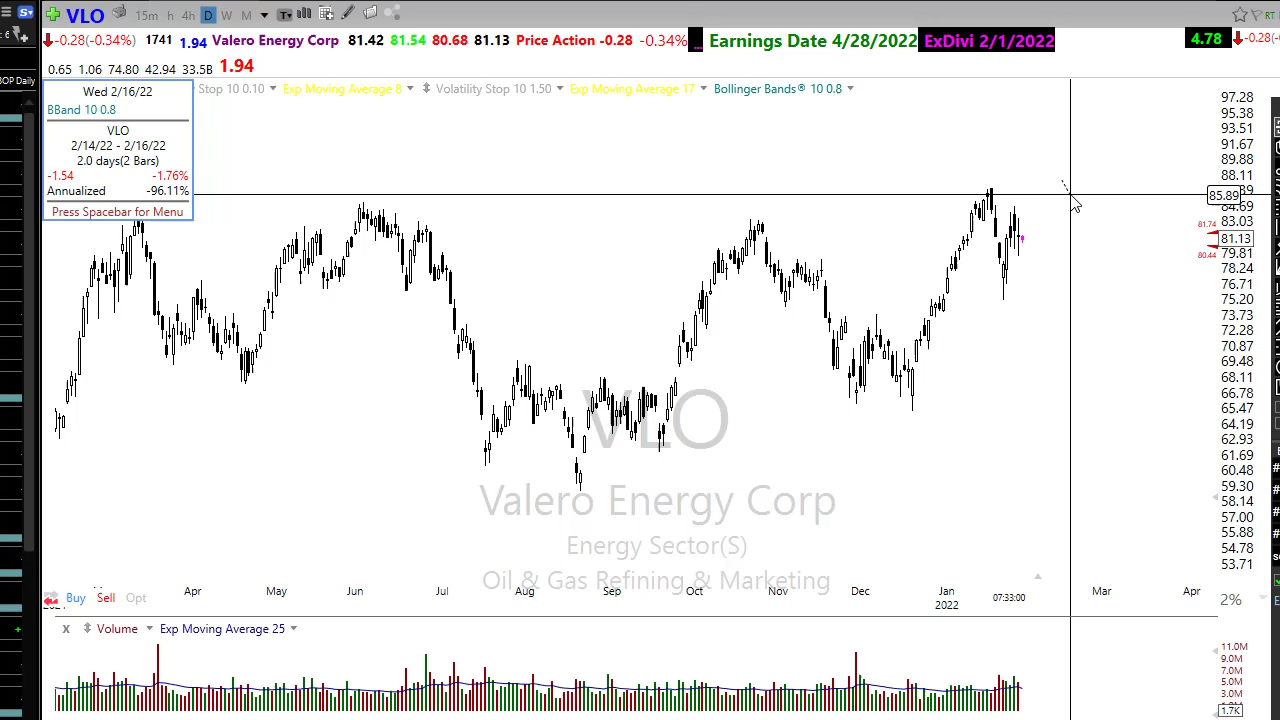 VLO 15m h 4h D W M T
-0.28(-0.34%) 1741 1.94 Valero Energy Corp 81.42 81.54 80.68 81.13 Price Action -0.28 -0.34% ... Earnings Date 4/28/2022 ExDivi 2/1/2022 4.78 -0.28(-
0.65 1.06 74.80 42.94 33.5B 1.94
BOP Daily
Wed 2/16/22
BBand 10 0.8
VLO
2/14/22 - 2/16/22
2.0 days(2 Bars)
-1.54 -1.76%
Annualized -96.11%
Press Spacebar for Menu
Stop 10 0.10 Exp Moving Average 8 Volatility Stop 10 1.50 Exp Moving Average 17 Bollinger Bands® 10 0.8
97.28
95.38
93.51
91.67
89.88
88.11
85.89
84.69
83.03
81.74
81.13
79.81
80.44
78.24
76.71
75.20
73.73
72.28
70.87
69.48
68.11
66.78
65.47
64.19
62.93
61.69
60.48
59.30
58.14
57.00
55.88
54.78
53.71
VLO
Valero Energy Corp
Energy Sector(S)
Oil & Gas Refining & Marketing
Apr May Jun Jul Aug Sep Oct Nov Dec Jan Mar Apr
2022 07:33:00
Buy Sell Opt
2%
X Volume Exp Moving Average 25
11.0M
9.0M
7.0M
5.0M
3.0M
1.7K